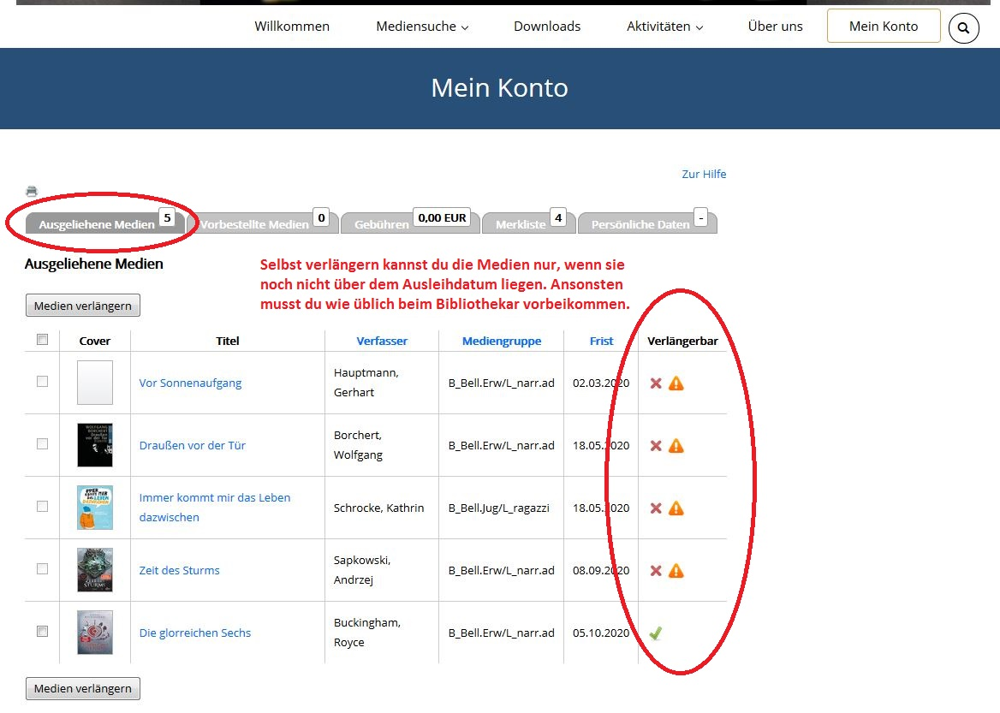 Willkommen Mediensuche Downloads Aktivitäten Über uns Mein Konto
Mein Konto
Zur Hilfe
Ausgeliehene Medien 5 Vorbestellte Medien 0 Gebühren 0,00 EUR Merkliste 4 Persönliche Daten -
Ausgeliehene Medien
Selbst verlängern kannst du die Medien nur, wenn sie
noch nicht über dem Ausleihdatum liegen. Ansonsten
musst du wie üblich beim Bibliothekar vorbeikommen.
Medien verlängern
Cover Titel Verfasser Mediengruppe Frist Verlängerbar
Vor Sonnenaufgang Hauptmann, B_Bell.Erw/L_narr.ad 02.03.2020
Gerhart
WOLFGANG
BORCHERT
Draußen
vor der Tür
Draußen vor der Tür Borchert, B_Bell.Erw/L_narr.ad 18.05.2020
Wolfgang
IMMER
KOMMT MIR
DAS LEBEN
DAZWISCHEN
Immer kommt mir das Leben
dazwischen Schrocke, Kathrin B_Bell.Jug/L_ragazzi 18.05.2020
Zeit des Sturms Sapkowski, B_Bell.Erw/L_narr.ad 08.09.2020
Andrzej
Die glorreichen Sechs Buckingham, B_Bell.Erw/L_narr.ad 05.10.2020
Royce
Medien verlängern